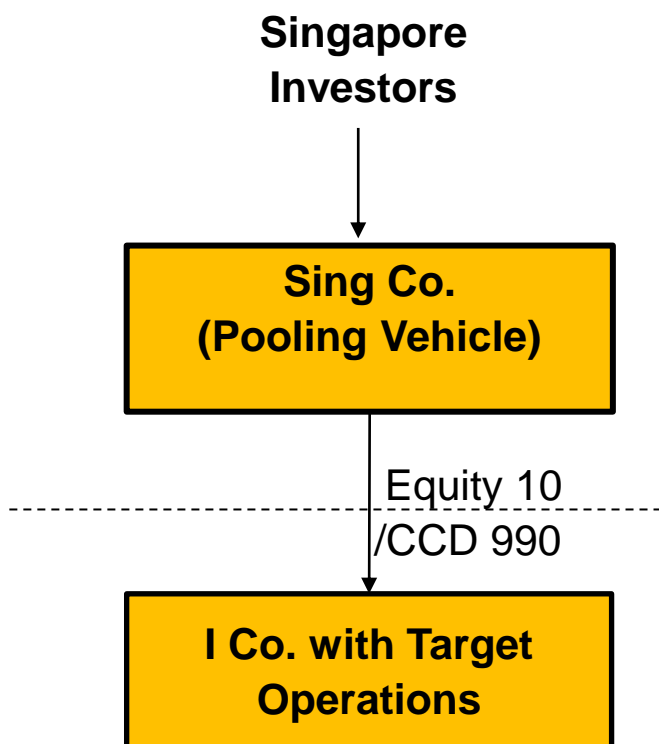 Singapore
Investors
Sing Co.
(Pooling Vehicle)
Equity 10
/CCD 990
I Co. with Target
Operations